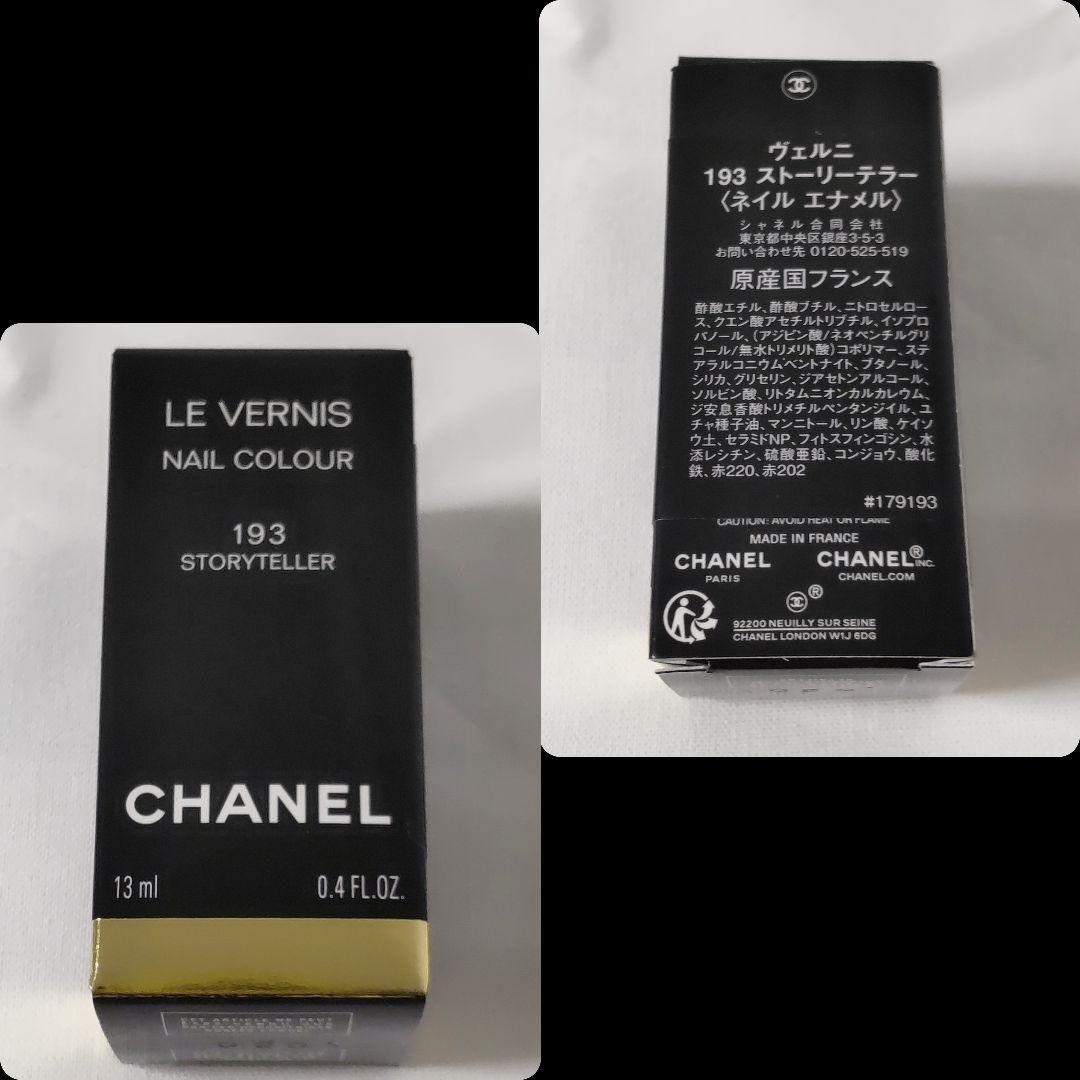 LE VERNIS
NAIL COLOUR
193
STORYTELLER
CHANEL
13 ml 0.4 FL.OZ.
CET ARTICLE NE PEUT
ヴェルニ
193 ストーリーテラー
〈ネイル エナメル〉
シャネル合同会社
東京都中央区銀座3-5-3
お問い合わせ先 0120-525-519
原産国フランス
酢酸エチル、酢酸ブチル、ニトロセルロー
ス、クエン酸アセチルトリブチル、イソプロ
パノール、(アジピン酸/ネオペンチルグリ
コール/無水トリメリト酸)コポリマー、ステ
アラルコニウムベントナイト、ブタノール、
シリカ、グリセリン、ジアセトンアルコール、
ソルビン酸、リトタムニオンカルカレウム、
ジ安息香酸トリメチルペンタンジイル、ユ
チャ種子油、マンニトール、リン酸、ケイソ
ウ土、セラミドNP、フィトスフィンゴシン、水
添レシチン、硫酸亜鉛、コンジョウ、酸化
鉄、赤220、赤202
#179193
CAUTION: AVOID HEAT OR FLAME
MADE IN FRANCE
CHANEL CHANEL® INC.
PARIS CHANEL.COM
®
92200 NEUILLY SUR SEINE
CHANEL LONDON W1J 6DG